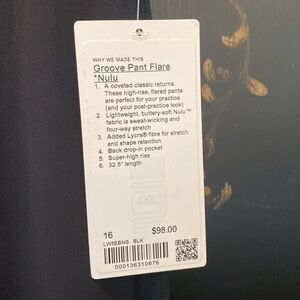 WHY WE MADE THIS
Groove Pant Flare
*Nulu
1. A coveted classic returns.
These high-rise, flared pants
are perfect for your practice
(and your post-practice look)
2. Lightweight, buttery-soft Nulu™
fabric is sweat-wicking and
four-way stretch
3. Added Lycra® fibre for stretch
and shape retention
4. Back drop-in pocket
5. Super-high rise
6. 32.5" length
16 $98.00
LW5EBNS BLK
000136310676